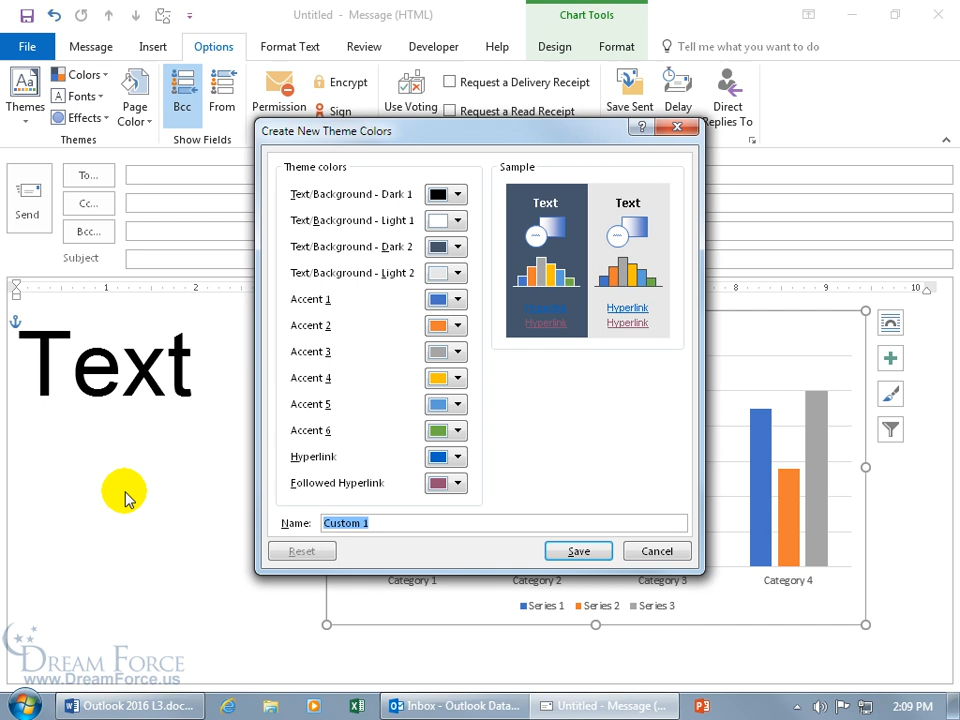 Untitled - Message (HTML)
Chart Tools
File
Message
Insert
Options
Format Text
Review
Developer
Help
Design
Format
Tell me what you want to do
Aa
Themes
Colors
A Fonts
Effects
Page
Color
Themes
Bcc
From
Show Fields
Permission
Encrypt
Sign
Use Voting
Request a Delivery Receipt
Request a Read Receipt
Save Sent
Delay
Direct
Replies To
Send
To...
Cc...
Bcc...
Subject
1
2
8
9
10
Text
Create New Theme Colors
?
Theme colors
Text/Background - Dark 1
Text/Background - Light 1
Text/Background - Dark 2
Text/Background - Light 2
Accent 1
Accent 2
Accent 3
Accent 4
Accent 5
Accent 6
Hyperlink
Followed Hyperlink
Sample
Text
Text
Hyperlink
Hyperlink
Hyperlink
Hyperlink
Name:
Custom 1
Reset
Save
Cancel
Category 1
Category 2
Category 3
Category 4
Series 1
Series 2
Series 3
DREAM FORCE
www.DreamForce.us
Outlook 2016 L3.doc...
Inbox - Outlook Data...
Untitled - Message (...
2:09 PM